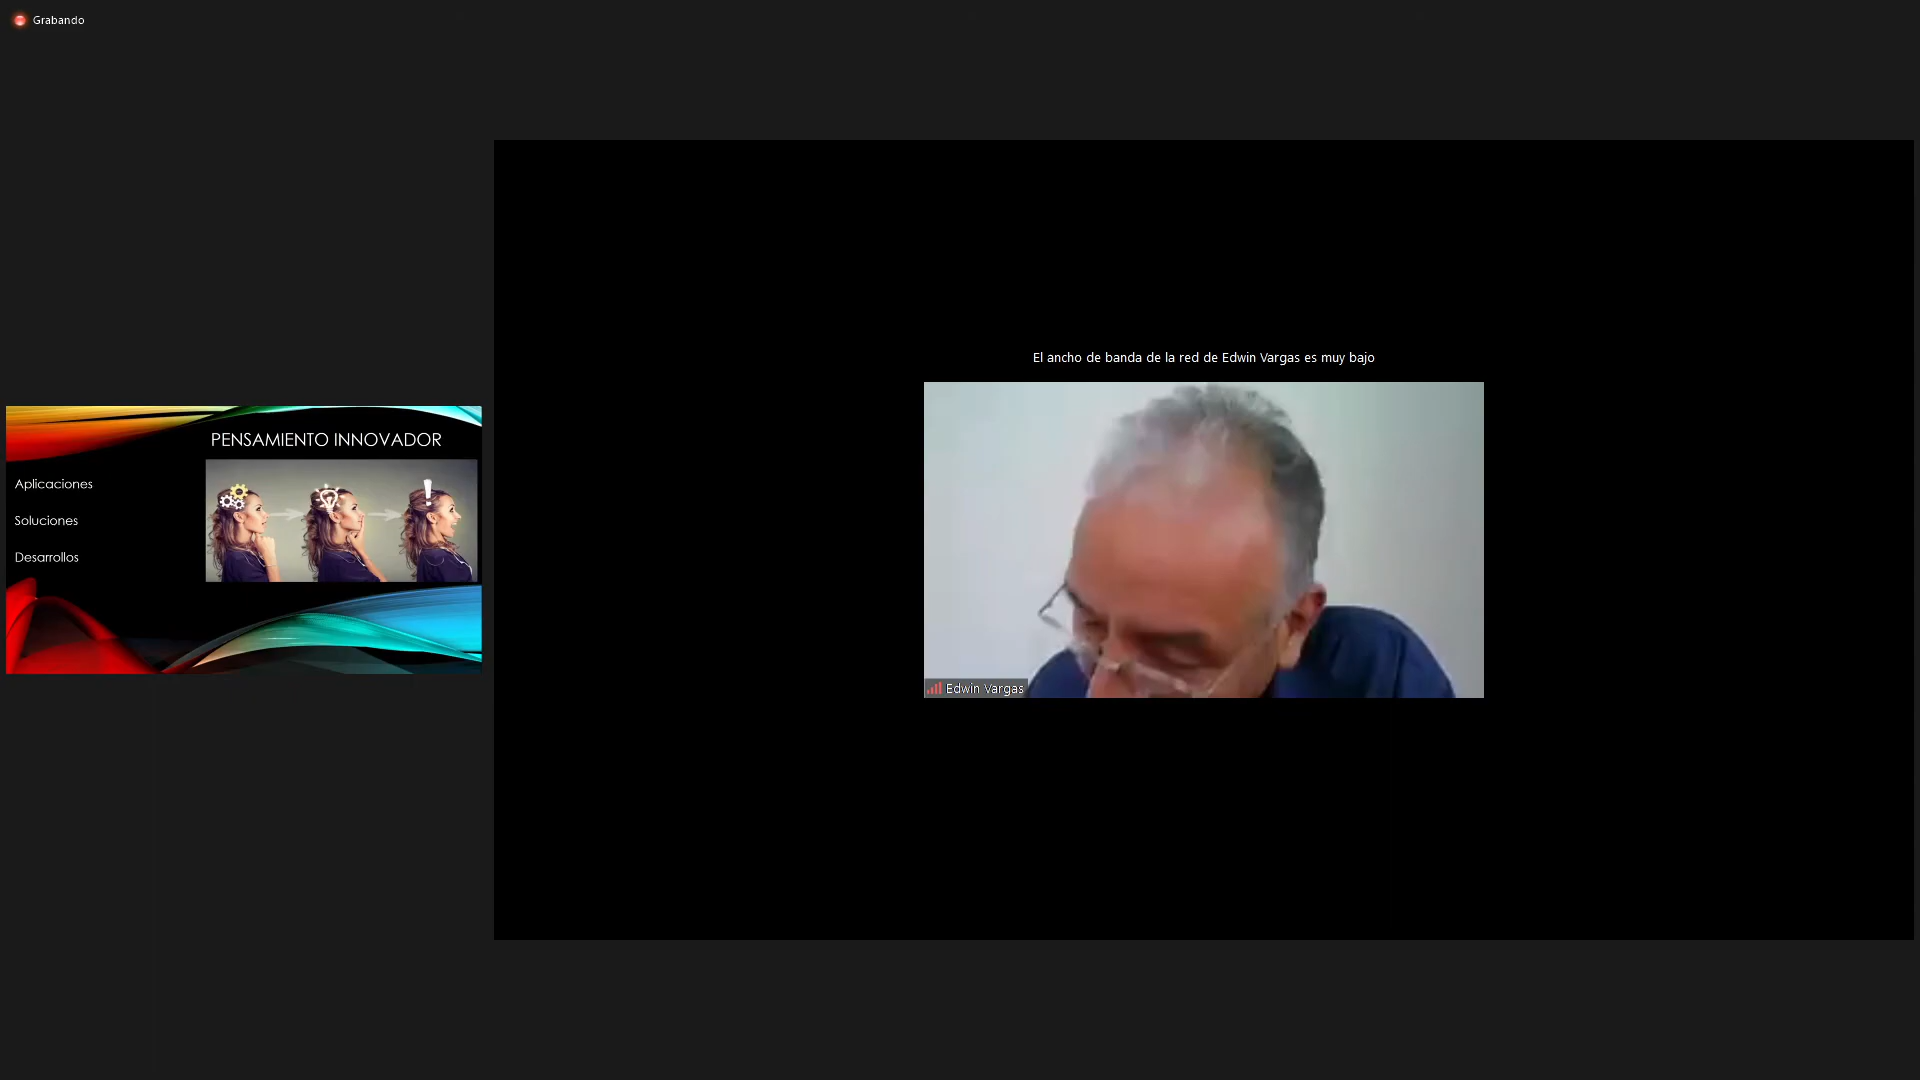 Grabando
PENSAMIENTO INNOVADOR
Aplicaciones
Soluciones
Desarrollos
El ancho de banda de la red de Edwin Vargas es muy bajo
Edwin Vargas